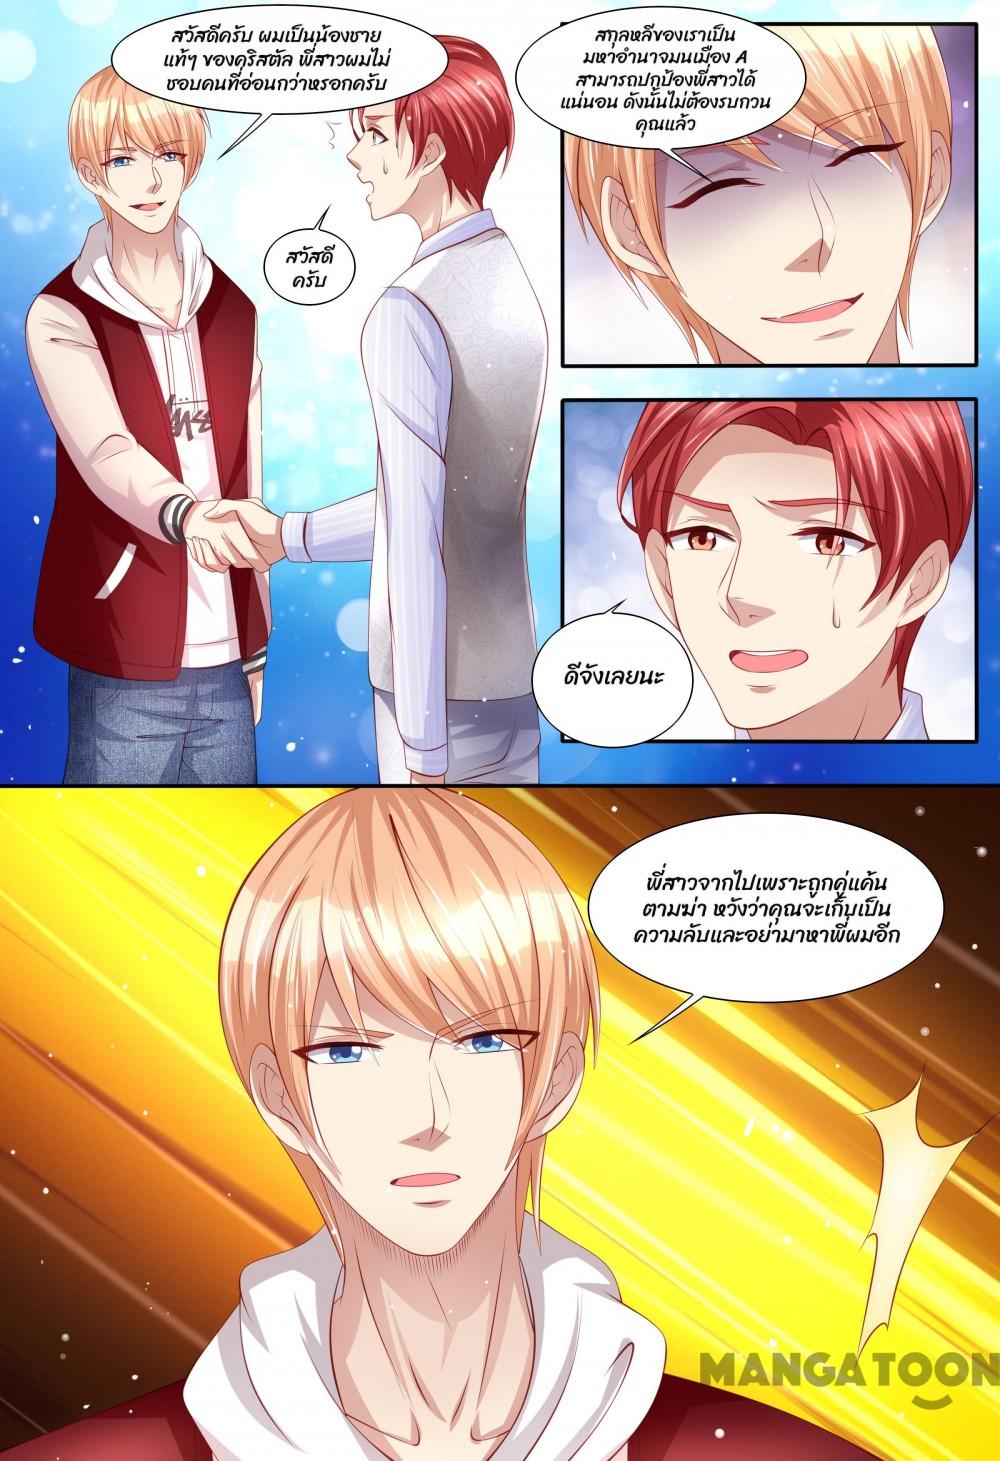 สวัสดีครับ ผมเป็นน้องชาย
แท้ๆ ของคริสตัล พี่สาวผมไม่
ชอบคนที่อ่อนกว่าหรอกครับ
สวัสดี
ครับ
สกุลหลีของเราเป็น
มหาอำนาจมนเมือง A
สามารถปกป้องพี่สาวได้
แน่นอน ดังนั้นไม่ต้องรบกวน
คุณแล้ว
ดีจังเลยนะ
พี่สาวจากไปเพราะถูกคู่แค้น
ตามฆ่า หวังว่าคุณจะเก็บเป็น
ความลับและอย่ามาหาพี่ผมอีก
MANGATOON